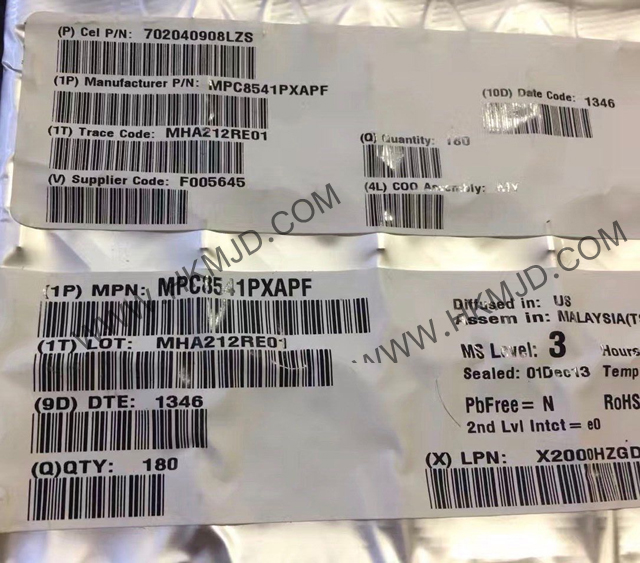 (P) Cel P/N: 702040908LZS
(1P) Manufacturer P/N: MPC8541PXAPF
(10D) Date Code: 1346
(1T) Trace Code: MHA212RE01
(Q) Quantity: 180
(V) Supplier Code: F005645
(4L) COO Assembly:
WWW.HKMJD.COM
WWW.HKMJD.COM
(1P) MPN: MPC8541PXAPF
Diffused in: US
Assem in: MALAYSIA(T
(1T) LOT: MHA212RE01
MS Level: 3 Hours
Sealed: 01Dec13 Temp
(9D) DTE: 1346
PbFree= N RoHS
2nd Lvl Intct= e0
(Q)QTY: 180
(X) LPN: X2000HZGD